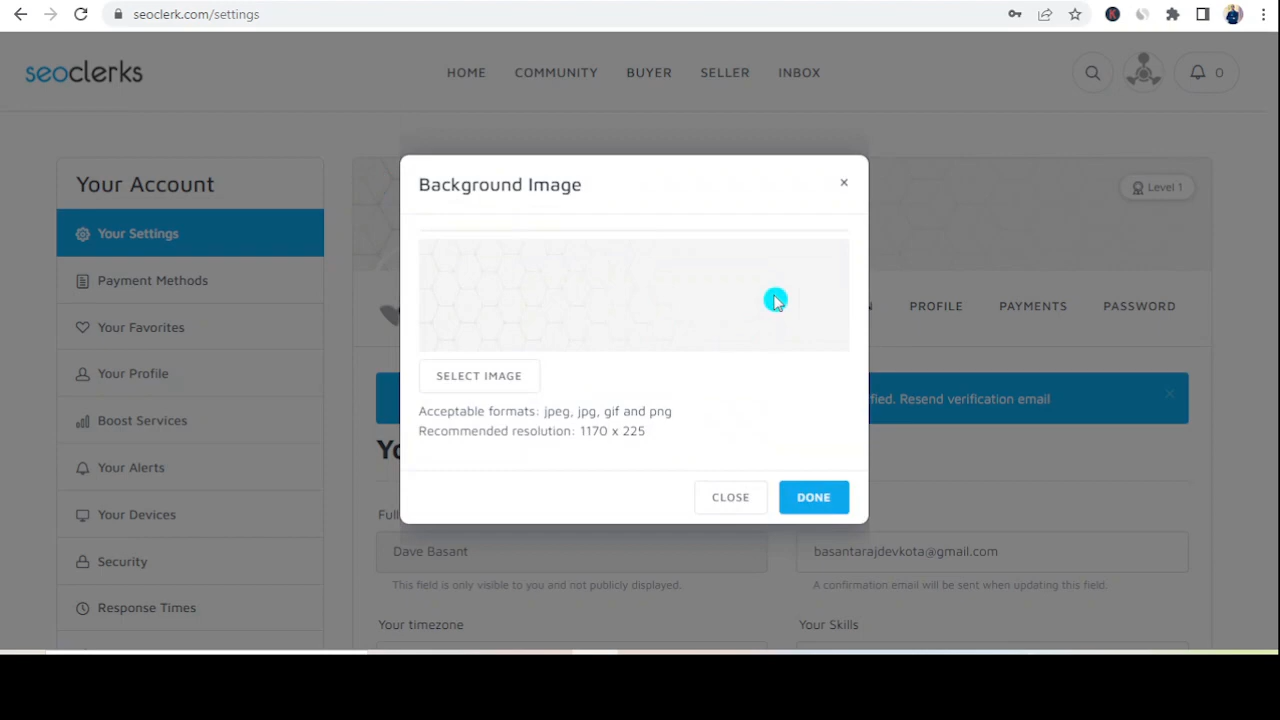 seoclerk.com/settings
seoclerks
HOME COMMUNITY BUYER SELLER INBOX
0
Your Account
Your Settings
Payment Methods
Your Favorites
Your Profile
Boost Services
Your Alerts
Your Devices
Security
Response Times
Level 1
PROFILE PAYMENTS PASSWORD
fied. Resend verification email
Background Image
×
SELECT IMAGE
Acceptable formats: jpeg, jpg, gif and png
Recommended resolution: 1170 x 225
CLOSE DONE
Dave Basant
basantarajdevkota@gmail.com
This field is only visible to you and not publicly displayed.
A confirmation email will be sent when updating this field.
Your timezone
Your Skills